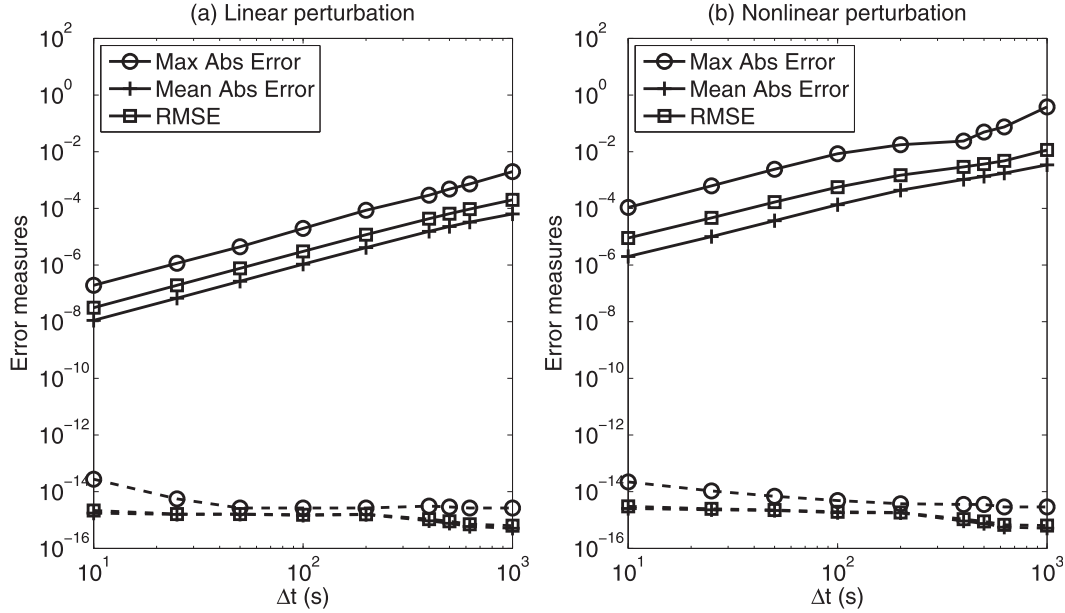 (a) Linear perturbation
10^2
10^0
10^−2
10^−4
10^−6
10^−8
10^−10
10^−12
10^−14
10^−16
Error measures
Max Abs Error
Mean Abs Error
RMSE
10^1
10^2
10^3
Δt (s)
(b) Nonlinear perturbation
10^2
10^0
10^−2
10^−4
10^−6
10^−8
10^−10
10^−12
10^−14
10^−16
Error measures
Max Abs Error
Mean Abs Error
RMSE
10^1
10^2
10^3
Δt (s)